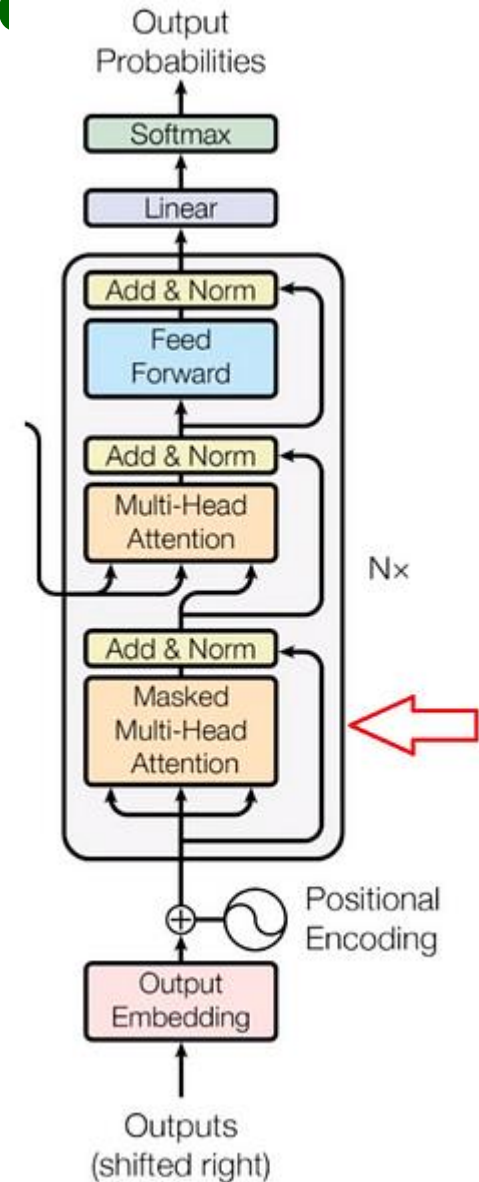 Output
Probabilities
Softmax
Linear
Add & Norm
Feed
Forward
Add & Norm
Multi-Head
Attention
N×
Add & Norm
Masked
Multi-Head
Attention
Positional
Encoding
Output
Embedding
Outputs
(shifted right)